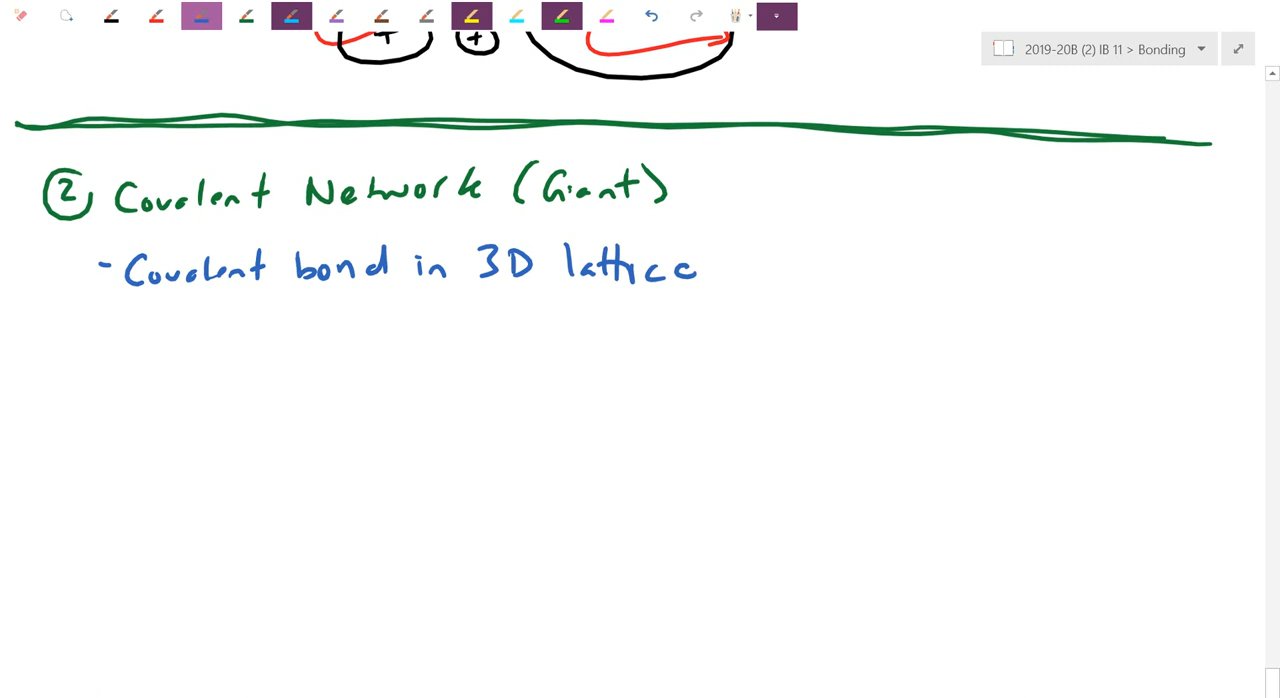 + +
2019-20B (2) IB 11 > Bonding
② Covalent Network (Giant)
- Covalent bond in 3D lattice